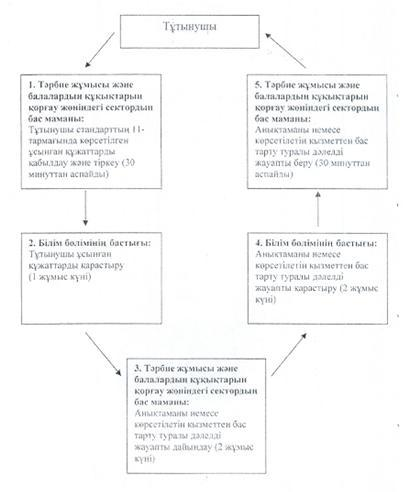 Тұтынушы
1. Тәрбие жұмысы және
балалардың құқықтарын
қорғау жөніндегі сектордың
бас маманы:
Тұтынушы стандарттың 11-
тармағында көрсетілген
ұсынған құжаттарды
қабылдау және тіркеу (30
минуттан аспайды)
2. Білім бөлімінің бастығы:
Тұтынушы ұсынған
құжаттарды қарастыру
(1 жұмыс күні)
3. Тәрбие жұмысы және
балалардың құқықтарын
қорғау жөніндегі сектордың
бас маманы:
Анықтаманы немесе
көрсетілетін қызметтен бас
тарту туралы дәлелді
жауапты дайындау (2 жұмыс
күні)
4. Білім бөлімінің бастығы:
Анықтаманы немесе
көрсетілетін қызметтен бас
тарту туралы дәлелді
жауапты қарастыру (2 жұмыс
күні)
5. Тәрбие жұмысы және
балалардың құқықтарын
қорғау жөніндегі сектордың
бас маманы:
Анықтаманы немесе
көрсетілетін қызметтен бас
тарту туралы дәлелді
жауапты беру (30 минуттан
аспайды)